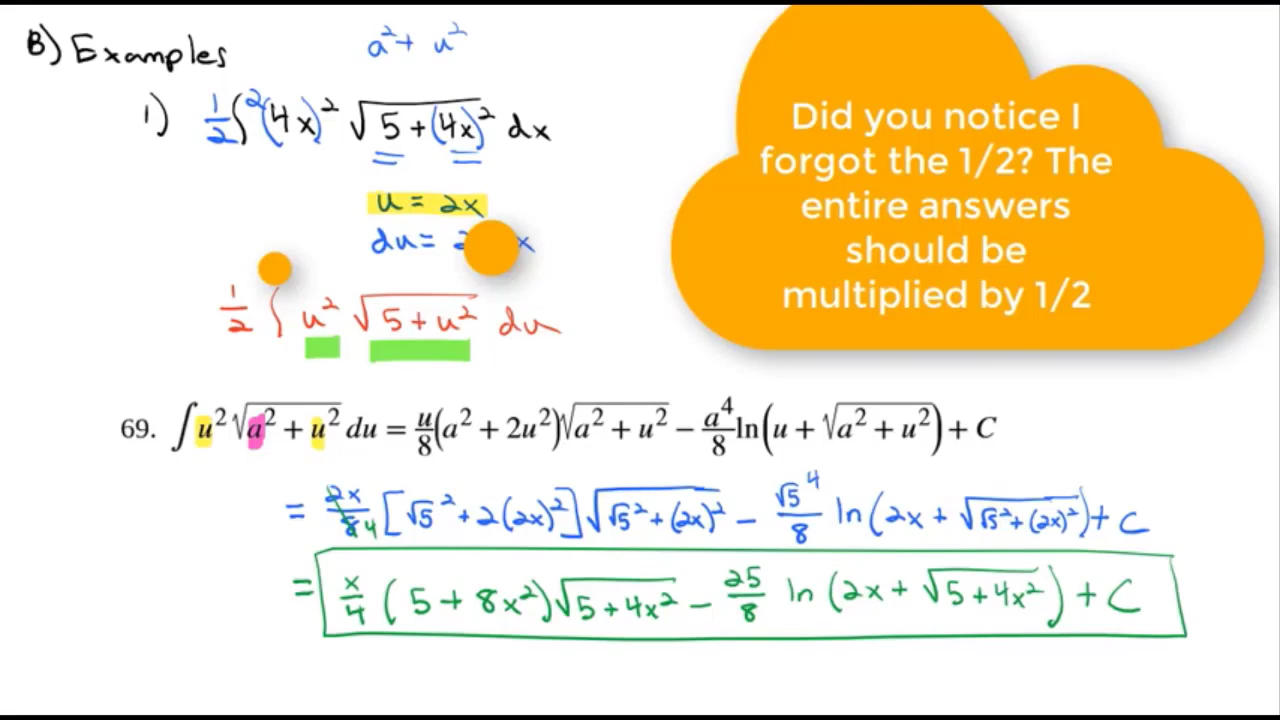 B) Examples
a² + u²
1) 1/2 ∫ 2(4x)² √(5 + (4x)²) dx
u = 2x
du = 2 x
1/2 ∫ u² √(5 + u²) du
Did you notice I
forgot the 1/2? The
entire answers
should be
multiplied by 1/2
69. ∫ u² √(a² + u²) du = u/8 (a² + 2u²)√(a² + u²) − a⁴/8 ln(u + √(a² + u²)) + C
= 2x/8 4 [√5² + 2(2x)²] √(√5² + (2x)²) − √5⁴/8 ln(2x + √(√5² + (2x)²)) + C
= x/4 (5 + 8x²)√(5 + 4x²) − 25/8 ln(2x + √(5 + 4x²)) + C